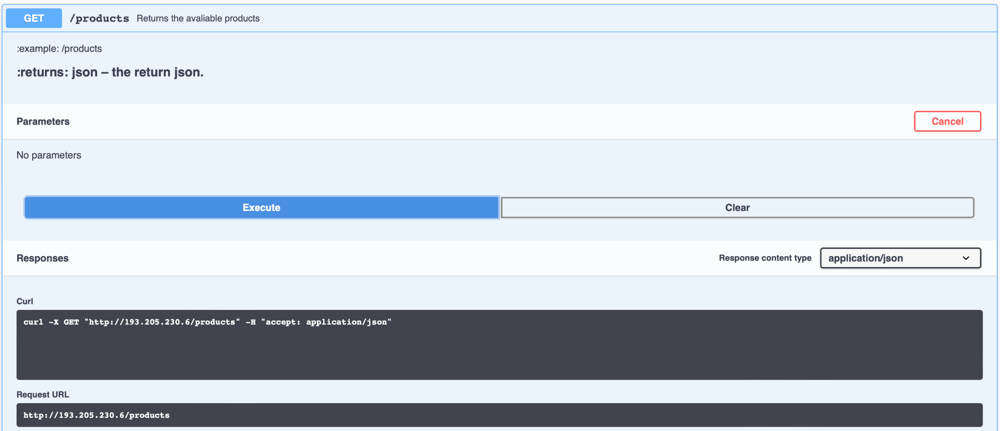 GET /products Returns the avaliable products
:example: /products
:returns: json – the return json.
Parameters Cancel
No parameters
Execute Clear
Responses Response content type application/json
Curl
curl -X GET "http://193.205.230.6/products" -H "accept: application/json"
Request URL
http://193.205.230.6/products